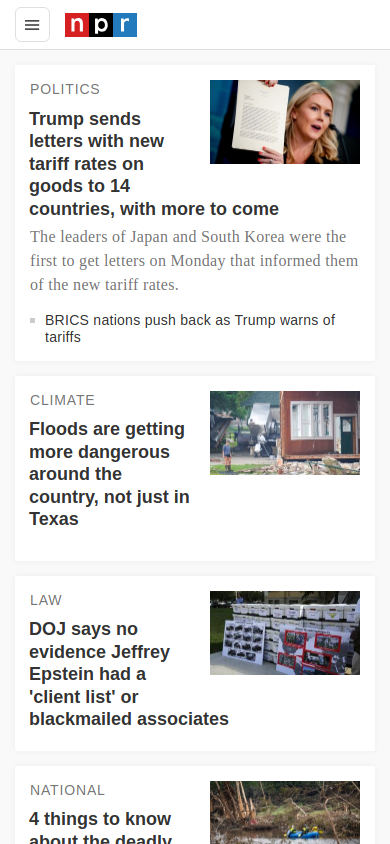 npr
POLITICS
Trump sends
letters with new
tariff rates on
goods to 14
countries, with more to come
The leaders of Japan and South Korea were the
first to get letters on Monday that informed them
of the new tariff rates.
BRICS nations push back as Trump warns of
tariffs
CLIMATE
Floods are getting
more dangerous
around the
country, not just in
Texas
LAW
DOJ says no
evidence Jeffrey
Epstein had a
'client list' or
blackmailed associates
NATIONAL
4 things to know
about the deadly